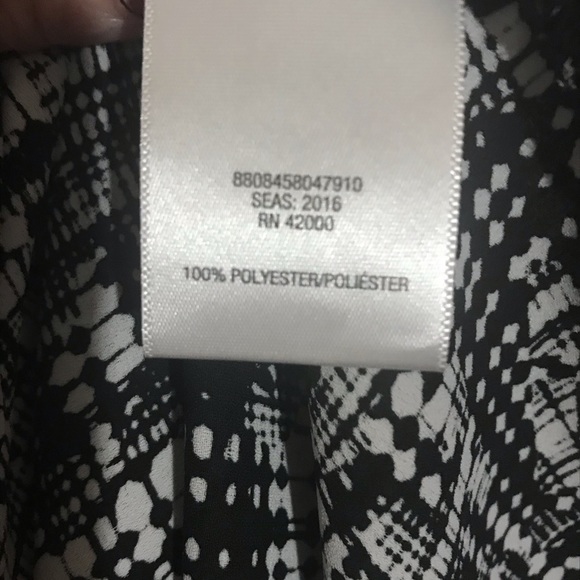 8808458047910
SEAS: 2016
RN 42000
100% POLYESTER/POLIÉSTER